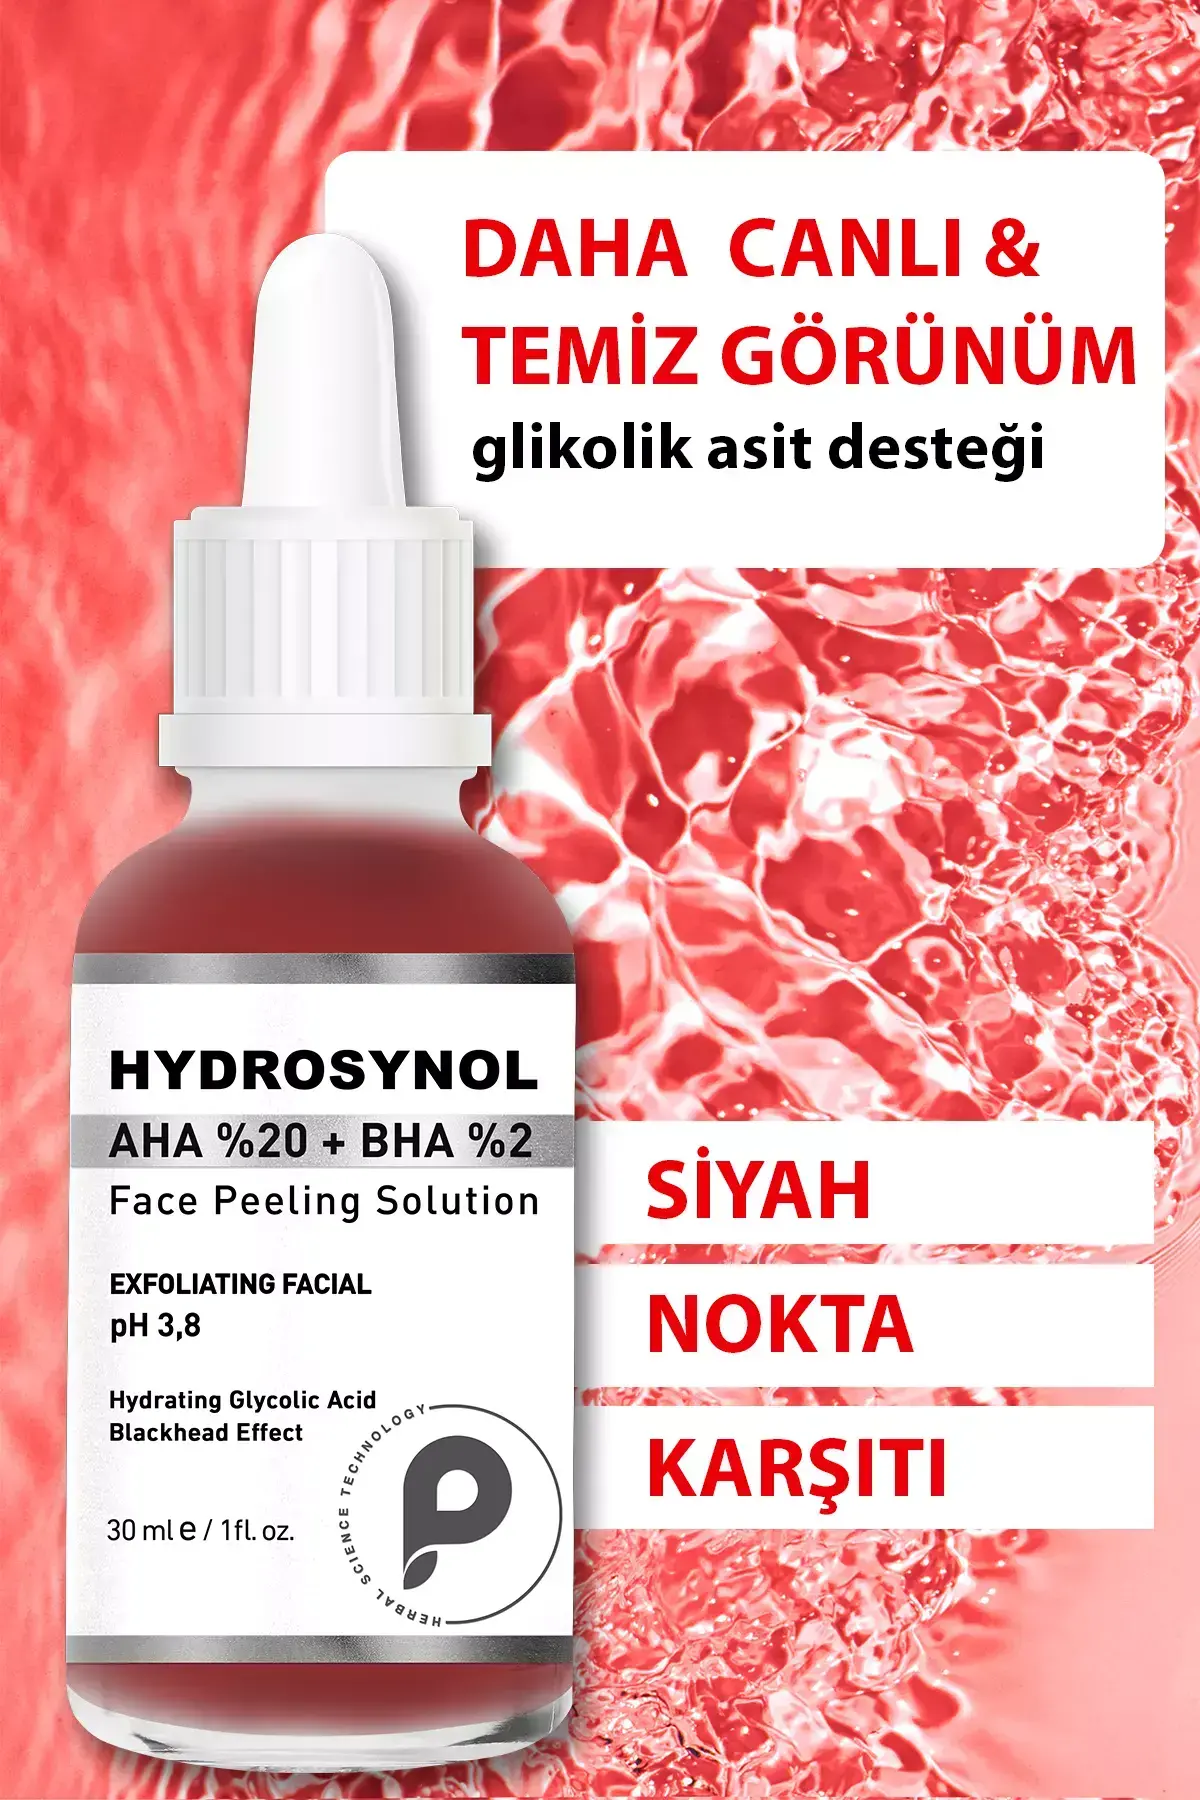 DAHA CANLI &
TEMİZ GÖRÜNÜM
glikolik asit desteği
HYDROSYNOL
AHA %20 + BHA %2
Face Peeling Solution
EXFOLIATING FACIAL
pH 3,8
Hydrating Glycolic Acid
Blackhead Effect
30 ml e / 1fl. oz.
HERBAL SCIENCE TECHNOLOGY
SİYAH
NOKTA
KARŞITI